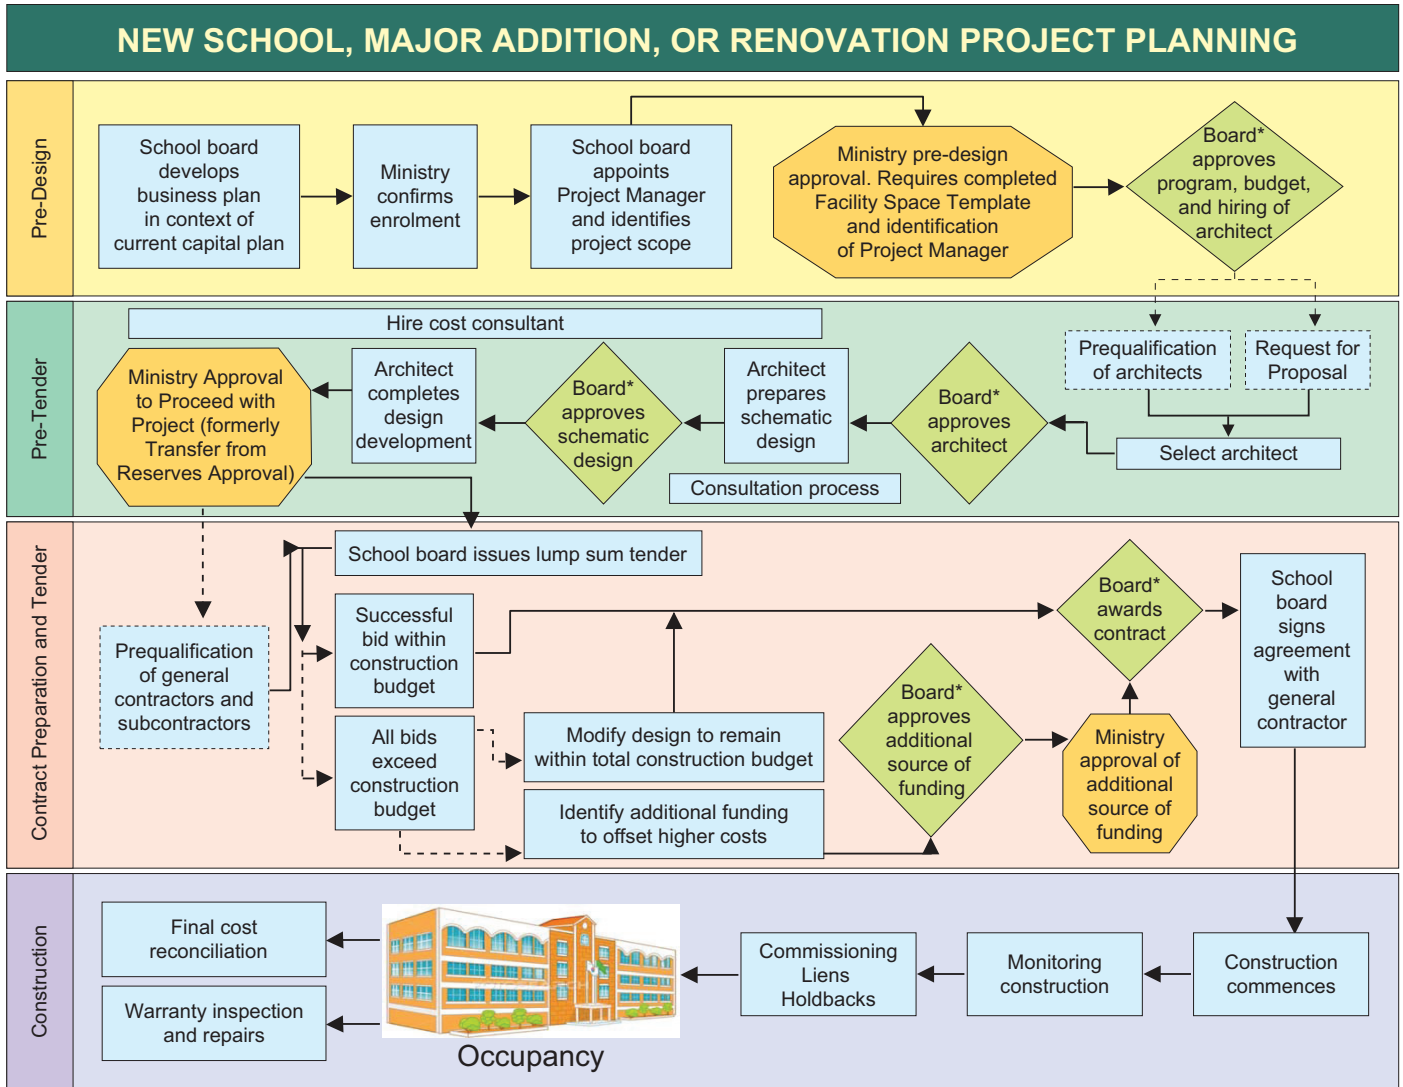 NEW SCHOOL, MAJOR ADDITION, OR RENOVATION PROJECT PLANNING
Pre-Design
School board
develops
business plan
in context of
current capital plan
Ministry
confirms
enrolment
School board
appoints
Project Manager
and identifies
project scope
Ministry pre-design
approval. Requires completed
Facility Space Template
and identification
of Project Manager
Board*
approves
program, budget,
and hiring of
architect
Pre-Tender
Prequalification
of architects
Request for
Proposal
Select architect
Board*
approves
architect
Hire cost consultant
Architect
prepares
schematic
design
Consultation process
Board*
approves
schematic
design
Architect
completes
design
development
Ministry Approval
to Proceed with
Project (formerly
Transfer from
Reserves Approval)
Contract Preparation and Tender
School board issues lump sum tender
Prequalification
of general
contractors and
subcontractors
Successful
bid within
construction
budget
All bids
exceed
construction
budget
Modify design to remain
within total construction budget
Identify additional funding
to offset higher costs
Board*
approves
additional
source of
funding
Ministry
approval of
additional
source of
funding
Board*
awards
contract
School
board
signs
agreement
with
general
contractor
Construction
Construction
commences
Monitoring
construction
Commissioning
Liens
Holdbacks
Occupancy
Final cost
reconciliation
Warranty inspection
and repairs